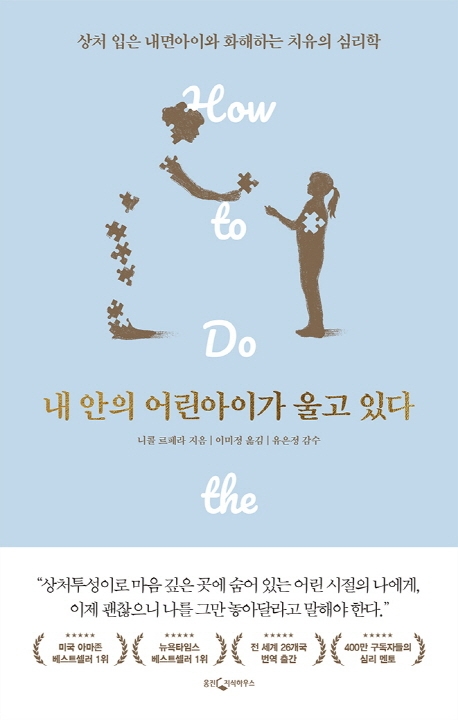 상처 입은 내면아이와 화해하는 치유의 심리학
How
to
Do
내 안의 어린아이가 울고 있다
니콜 르페라 지음 | 이미정 옮김 | 유은정 감수
the
“상처투성이로 마음 깊은 곳에 숨어 있는 어린 시절의 나에게,
이제 괜찮으니 나를 그만 놓아달라고 말해야 한다.”
미국 아마존
베스트셀러 1위
뉴욕타임스
베스트셀러 1위
전 세계 26개국
번역 출간
400만 구독자들의
심리 멘토
웅진 지식하우스